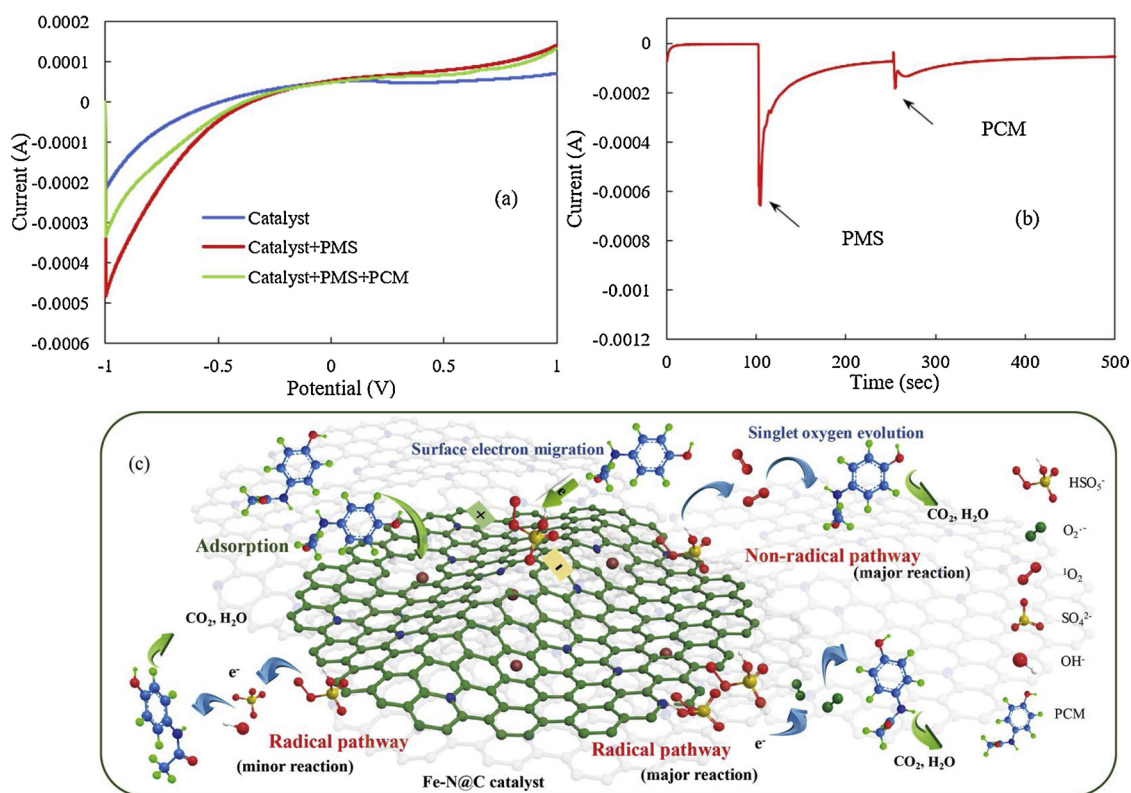 0.0002
0.0001
0
-0.0001
-0.0002
-0.0003
-0.0004
-0.0005
-0.0006
Current (A)
-1
-0.5
0
0.5
1
Potential (V)
(a)
Catalyst
Catalyst+PMS
Catalyst+PMS+PCM
0
-0.0002
-0.0004
-0.0006
-0.0008
-0.001
-0.0012
Current (A)
0
100
200
300
400
500
Time (sec)
PCM
(b)
PMS
(c)
Surface electron migration
Singlet oxygen evolution
e
HSO₅⁻
CO₂, H₂O
O₂·⁻
Adsorption
+
−
Non-radical pathway
(major reaction)
¹O₂
CO₂, H₂O
SO₄²⁻
e⁻
OH⁻
PCM
Radical pathway
(minor reaction)
Radical pathway
(major reaction)
e⁻
CO₂, H₂O
Fe-N@C catalyst